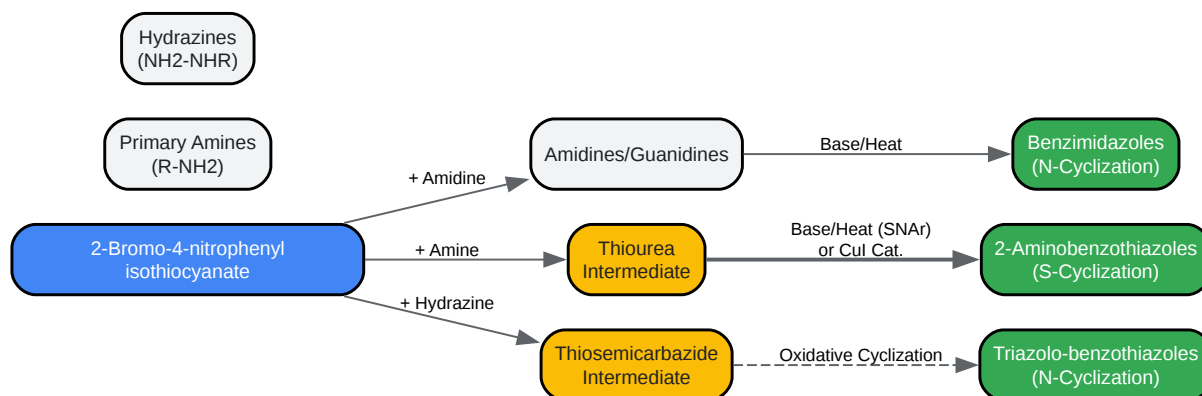 Hydrazines
(NH2-NHR)
Primary Amines
(R-NH2)
Amidines/Guanidines
Base/Heat
Benzimidazoles
(N-Cyclization)
+ Amidine
2-Bromo-4-nitrophenyl
isothiocyanate
+ Amine
Thiourea
Intermediate
Base/Heat (SNAr)
or CuI Cat.
2-Aminobenzothiazoles
(S-Cyclization)
+ Hydrazine
Thiosemicarbazide
Intermediate
Oxidative Cyclization
Triazolo-benzothiazoles
(N-Cyclization)